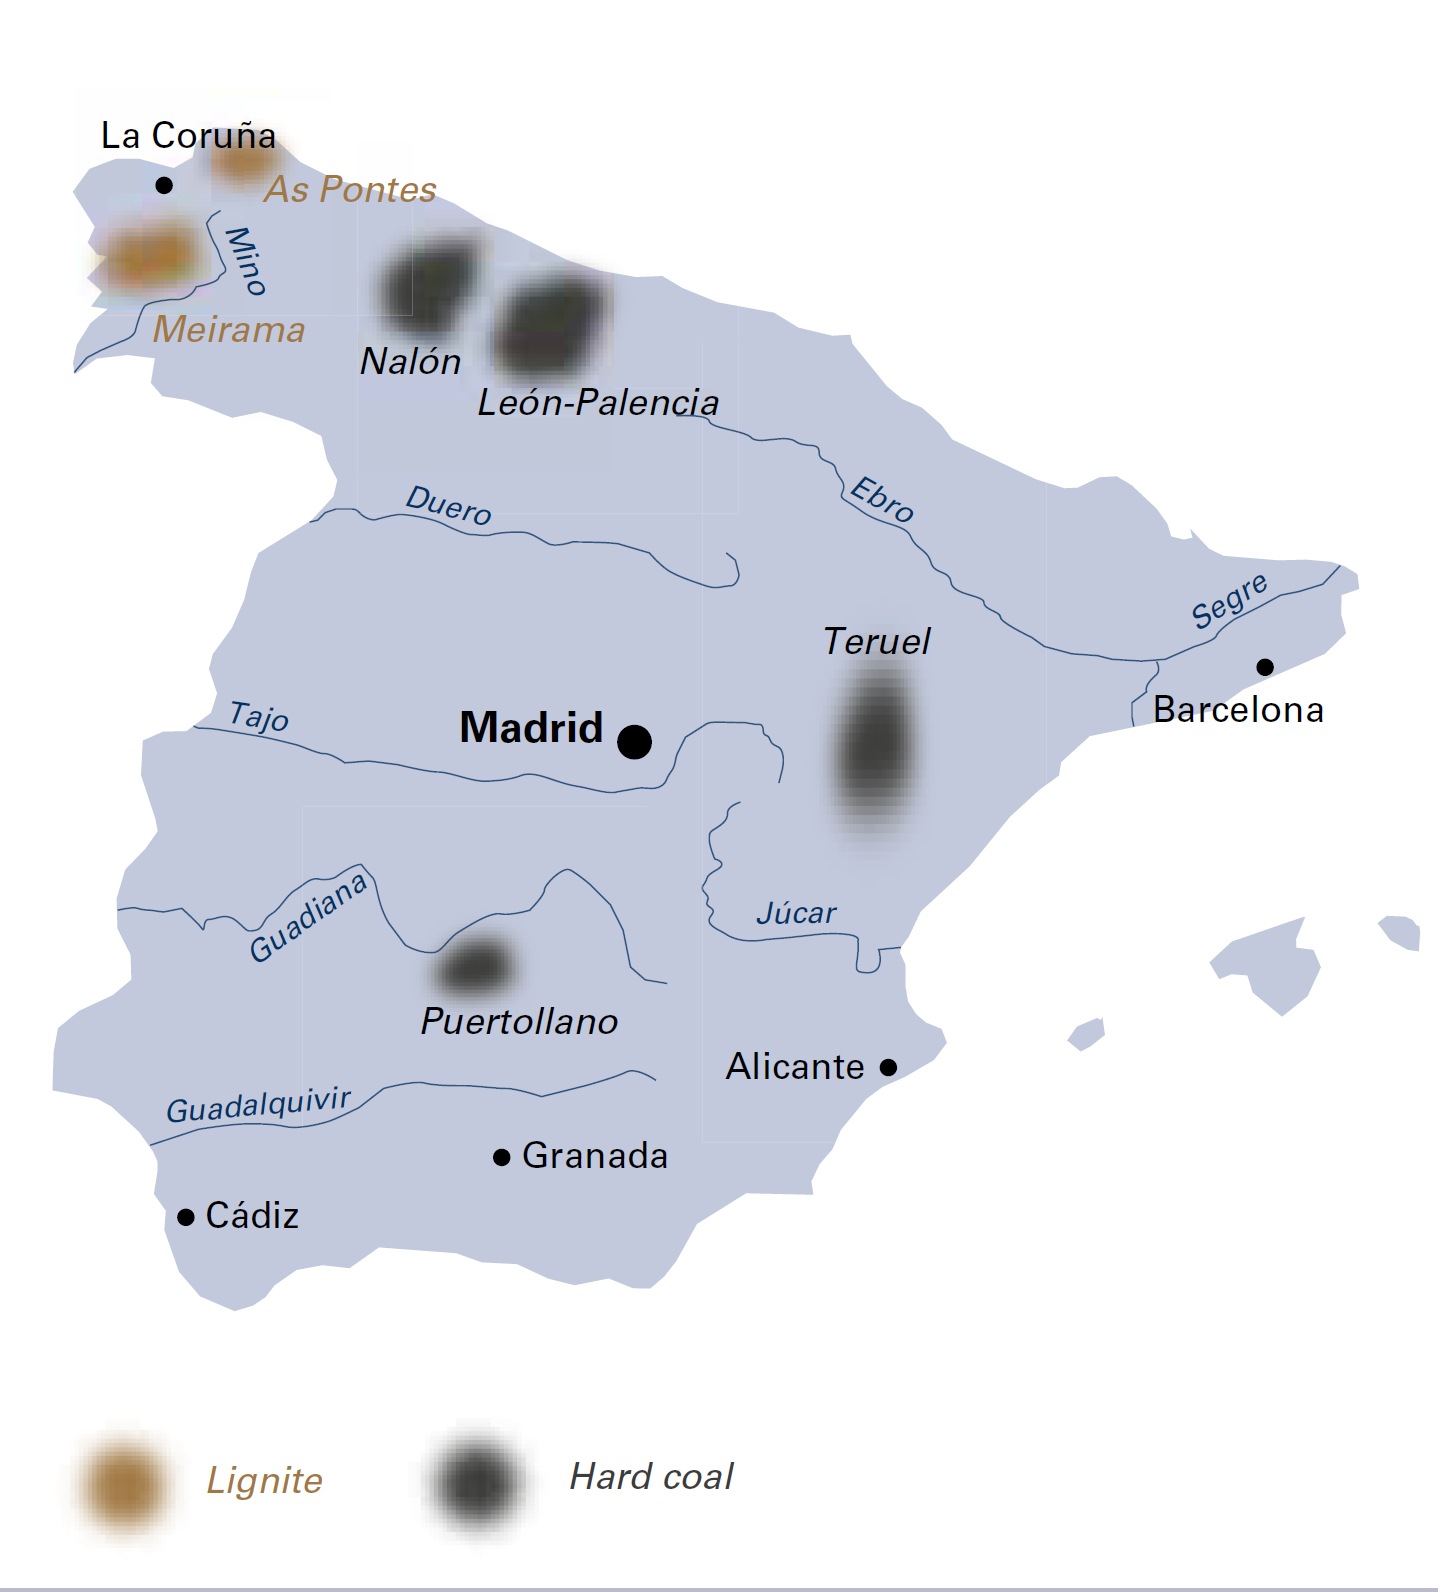 La Coruña
As Pontes
Mino
Meirama
Nalón
León-Palencia
Duero
Ebro
Segre
Teruel
Barcelona
Tajo
Madrid
Guadiana
Júcar
Puertollano
Alicante
Guadalquivir
Granada
Cádiz
Lignite
Hard coal